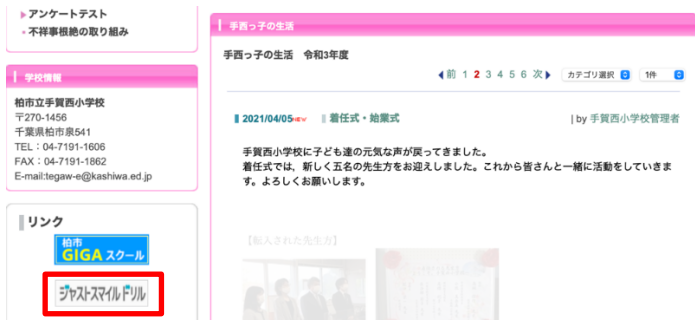 ▶アンケートテスト
▪不祥事根絶の取り組み
学校情報
柏市立手賀西小学校
〒270-1456
千葉県柏市泉541
TEL：04-7191-1606
FAX：04-7191-1862
E-mail:tegaw-e@kashiwa.ed.jp
リンク
柏市
GIGA スクール
ジャストスマイルドリル
手西っ子の生活
手西っ子の生活 令和3年度
◀前 1 2 3 4 5 6 次▶ カテゴリ選択 1件
2021/04/05 NEW 着任式・始業式 | by 手賀西小学校管理者
手賀西小学校に子ども達の元気な声が戻ってきました。
着任式では、新しく五名の先生方をお迎えしました。これから皆さんと一緒に活動をしていきま
す。よろしくお願いします。
【転入された先生方】